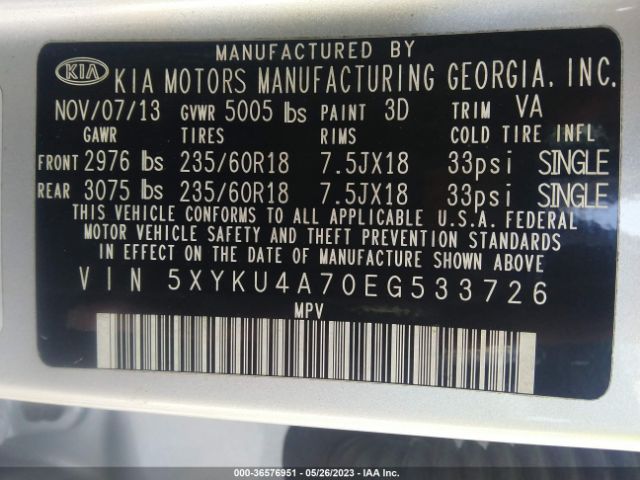 MANUFACTURED BY
KIA KIA MOTORS MANUFACTURING GEORGIA, INC.
NOV/07/13 GVWR 5005 lbs PAINT 3D TRIM VA
GAWR TIRES RIMS COLD TIRE INFL
FRONT 2976 lbs 235/60R18 7.5JX18 33psi SINGLE
REAR 3075 lbs 235/60R18 7.5JX18 33psi SINGLE
THIS VEHICLE CONFORMS TO ALL APPLICABLE U.S.A. FEDERAL
MOTOR VEHICLE SAFETY AND THEFT PREVENTION STANDARDS
IN EFFECT ON THE DATE OF MANUFACTURE SHOWN ABOVE.
VIN 5XYKU4A70EG533726
MPV
000-36576951 - 05/26/2023 - IAA Inc.